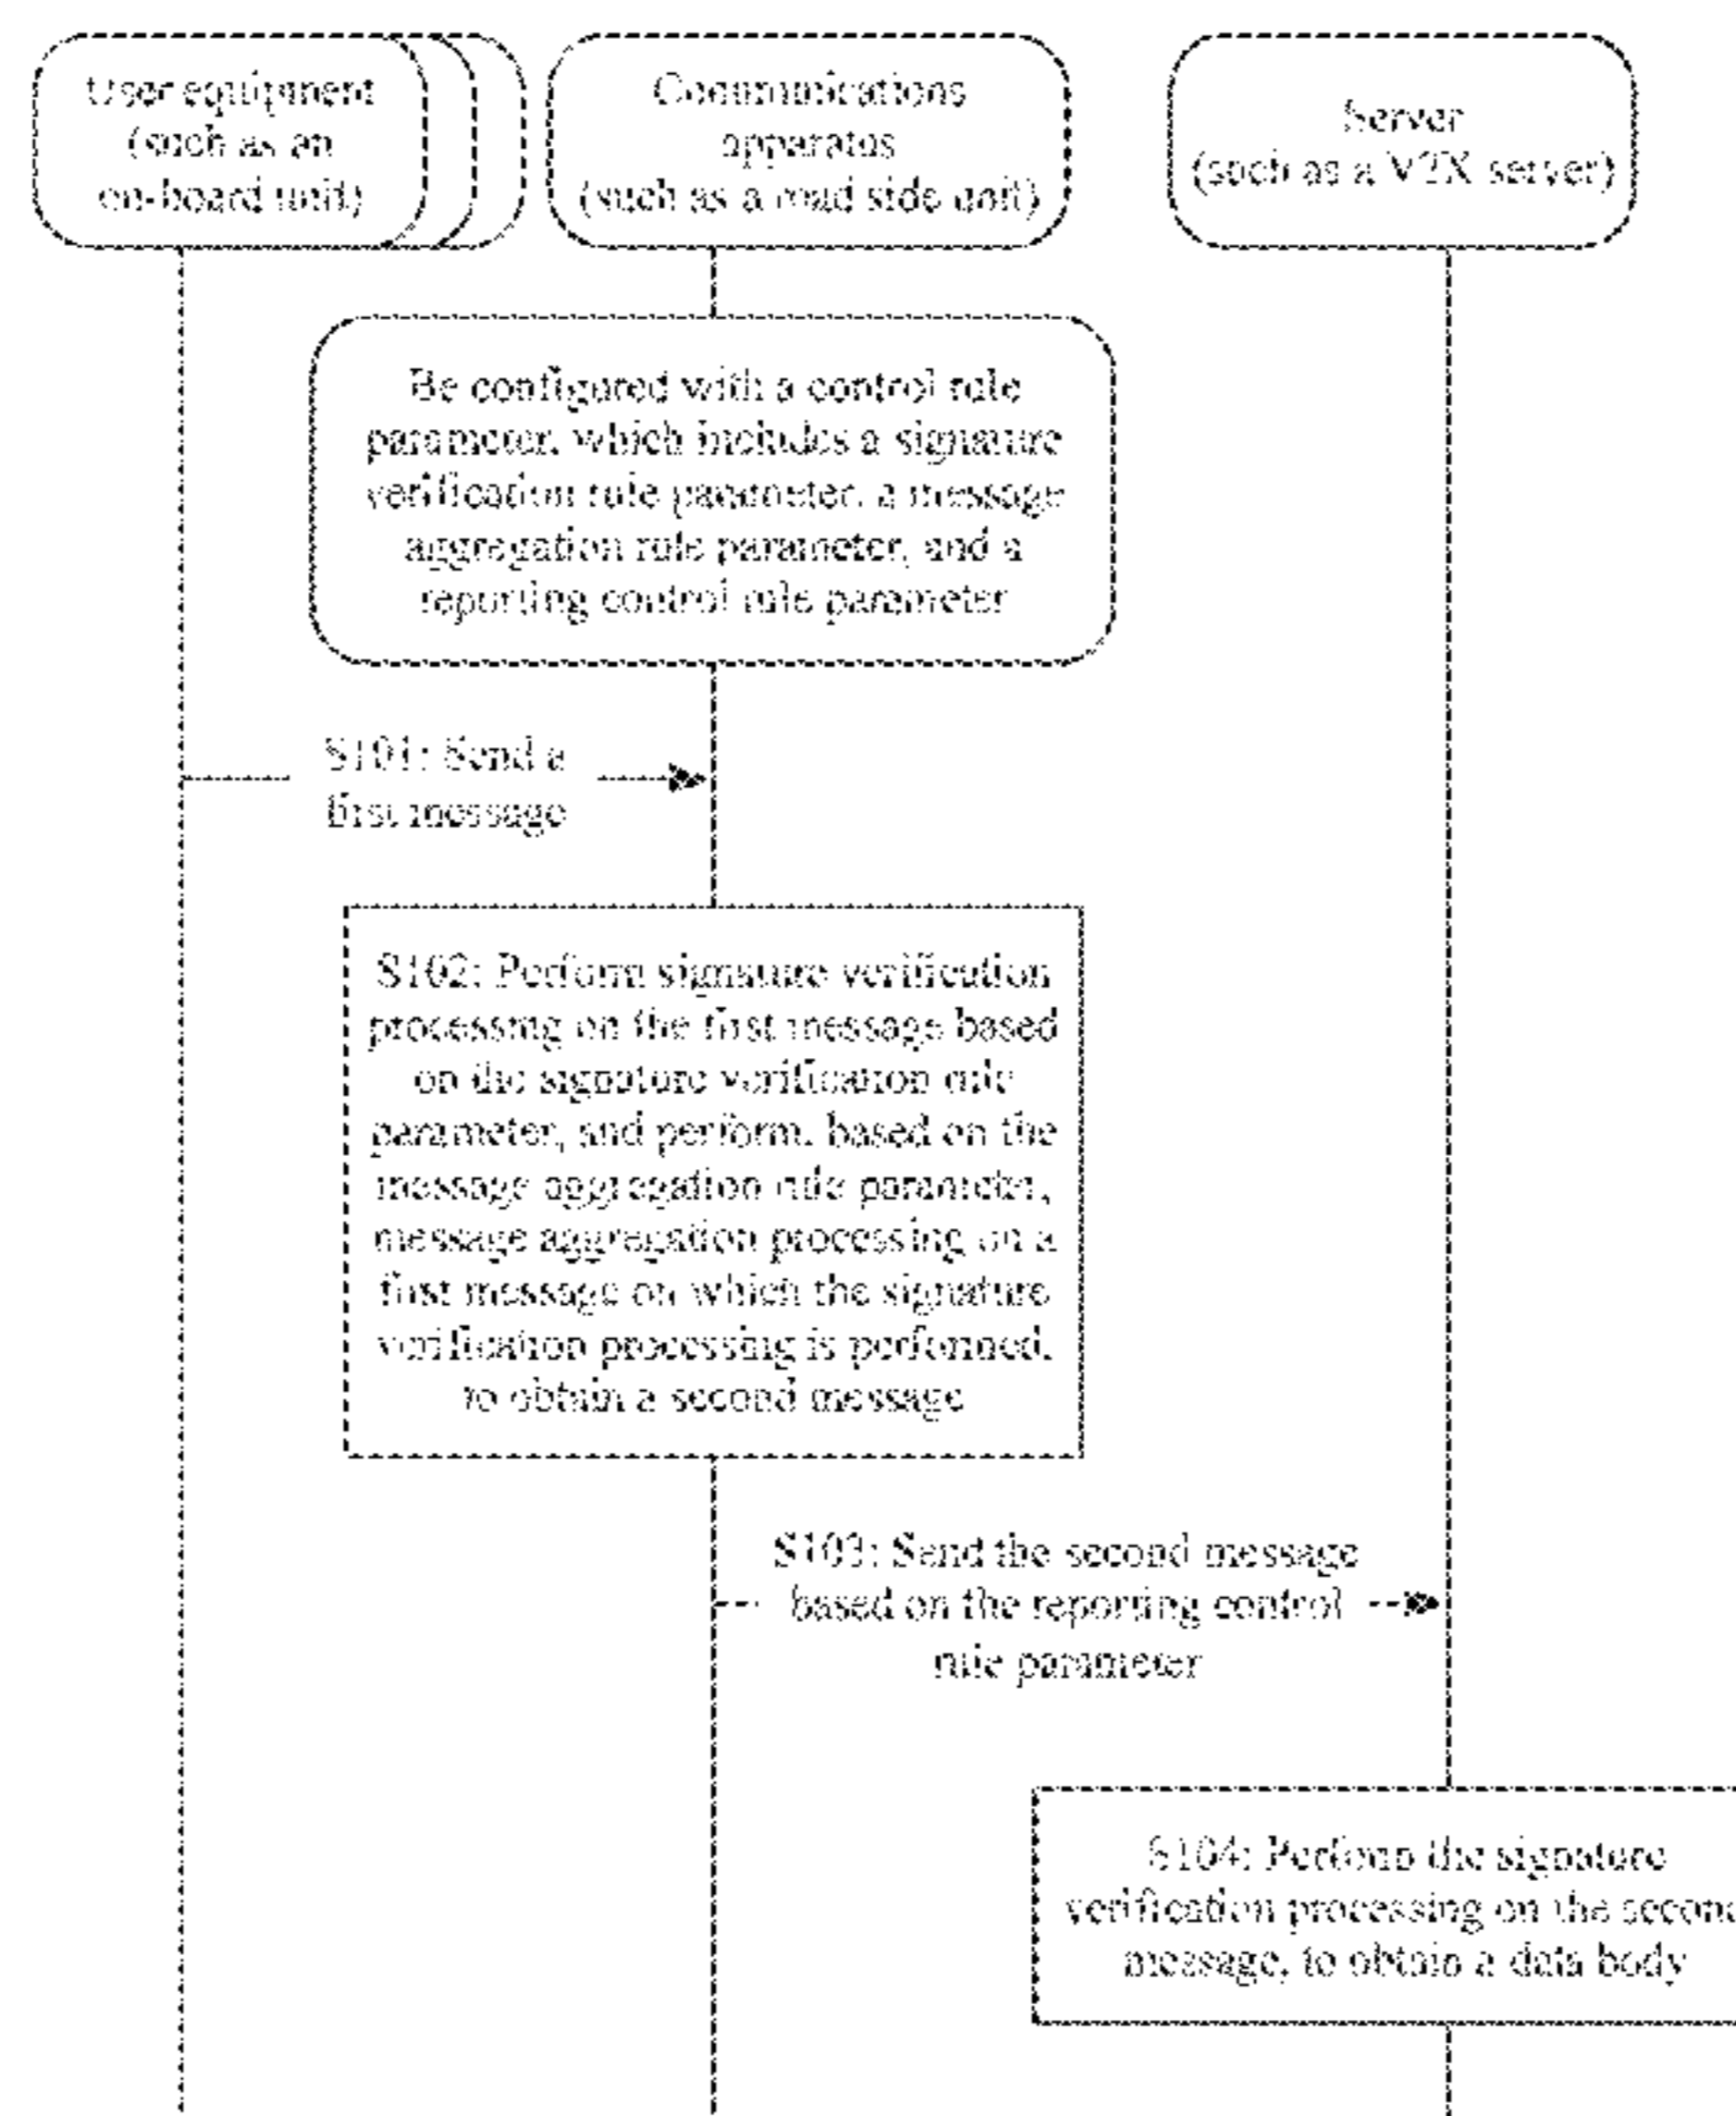 User equipment
(such as an
on-board unit)
Communications
apparatus
(such as a road side unit)
Server
(such as a V2X server)
Be configured with a control rule
parameter, which includes a signature
verification rule parameter, a message
aggregation rule parameter, and a
reporting control rule parameter
S101: Send a
first message
S102: Perform signature verification
processing on the first message based
on the signature verification rule
parameter, and perform, based on the
message aggregation rule parameter,
message aggregation processing on a
first message on which the signature
verification processing is performed,
to obtain a second message
S103: Send the second message
based on the reporting control
rule parameter
S104: Perform the signature
verification processing on the second
message, to obtain a data body